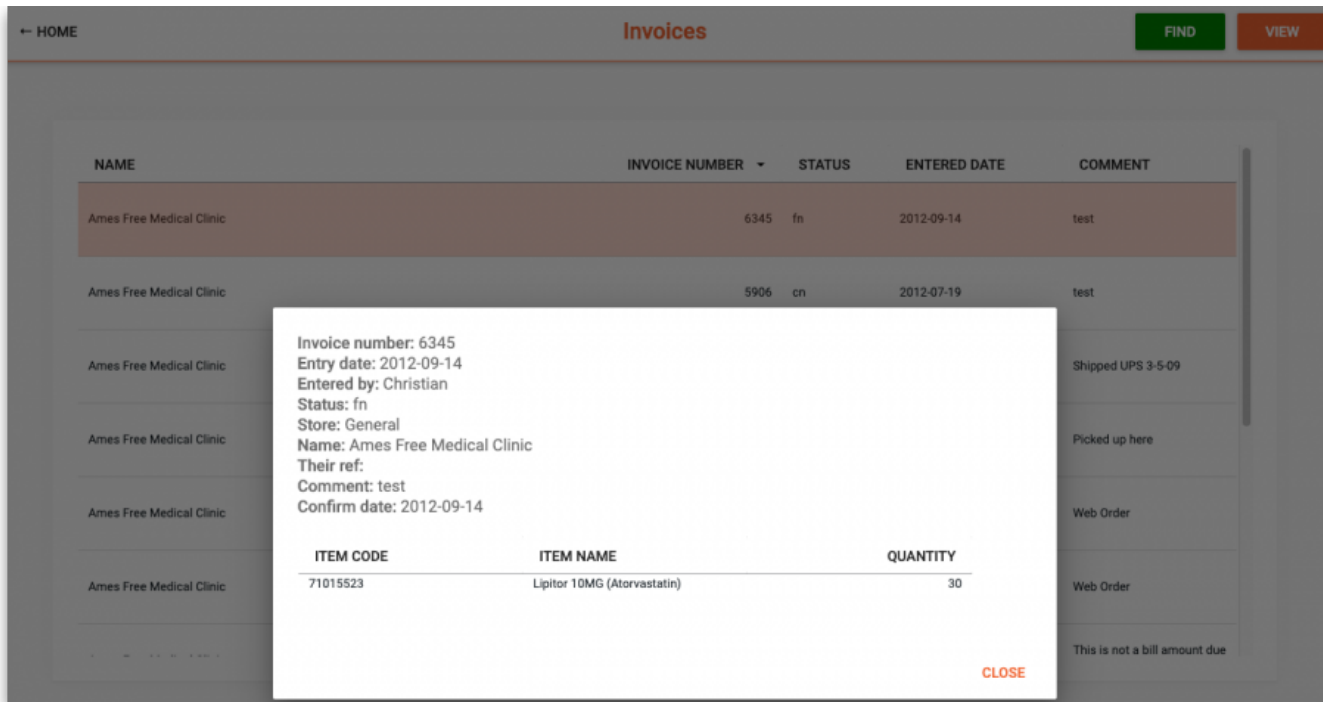 ← HOME
Invoices
FIND
VIEW
NAME INVOICE NUMBER STATUS ENTERED DATE COMMENT
Ames Free Medical Clinic 6345 fn 2012-09-14 test
Ames Free Medical Clinic 5906 cn 2012-07-19 test
Ames Free Medical Clinic Shipped UPS 3-5-09
Ames Free Medical Clinic Picked up here
Ames Free Medical Clinic Web Order
Ames Free Medical Clinic Web Order
This is not a bill amount due
Invoice number: 6345
Entry date: 2012-09-14
Entered by: Christian
Status: fn
Store: General
Name: Ames Free Medical Clinic
Their ref:
Comment: test
Confirm date: 2012-09-14
ITEM CODE ITEM NAME QUANTITY
71015523 Lipitor 10MG (Atorvastatin) 30
CLOSE